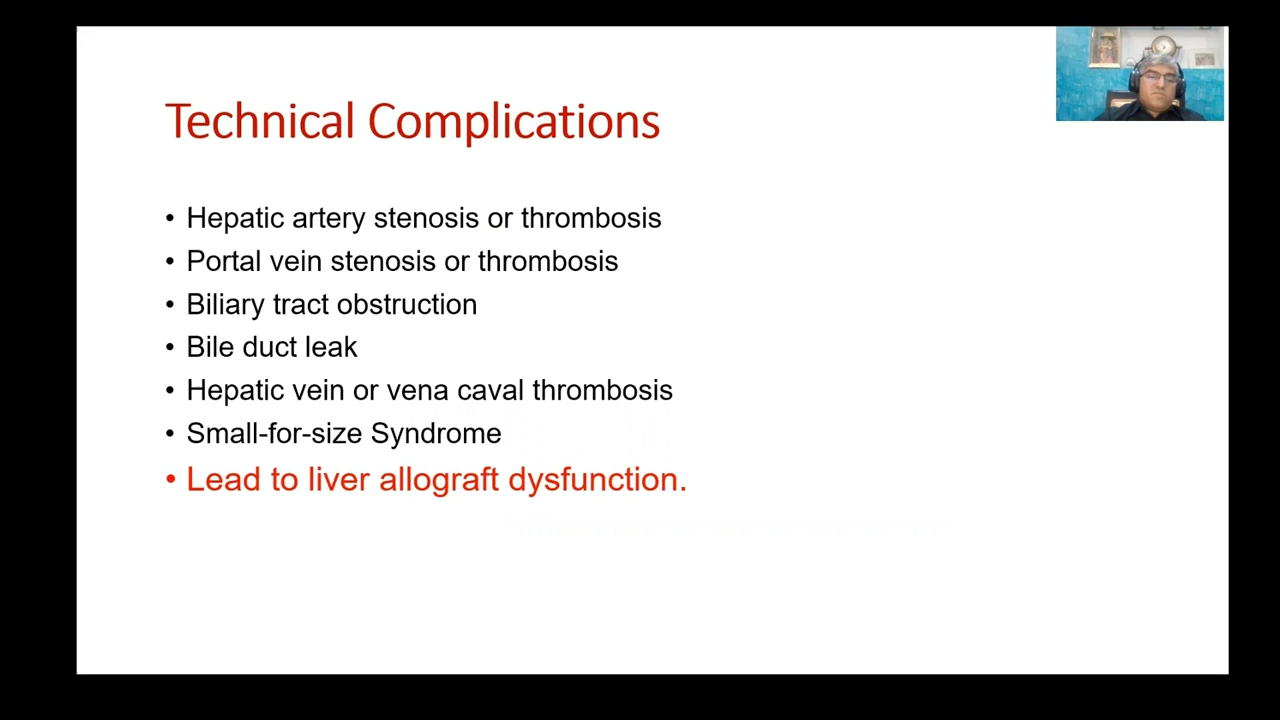 Technical Complications
• Hepatic artery stenosis or thrombosis
• Portal vein stenosis or thrombosis
• Biliary tract obstruction
• Bile duct leak
• Hepatic vein or vena caval thrombosis
• Small-for-size Syndrome
• Lead to liver allograft dysfunction.